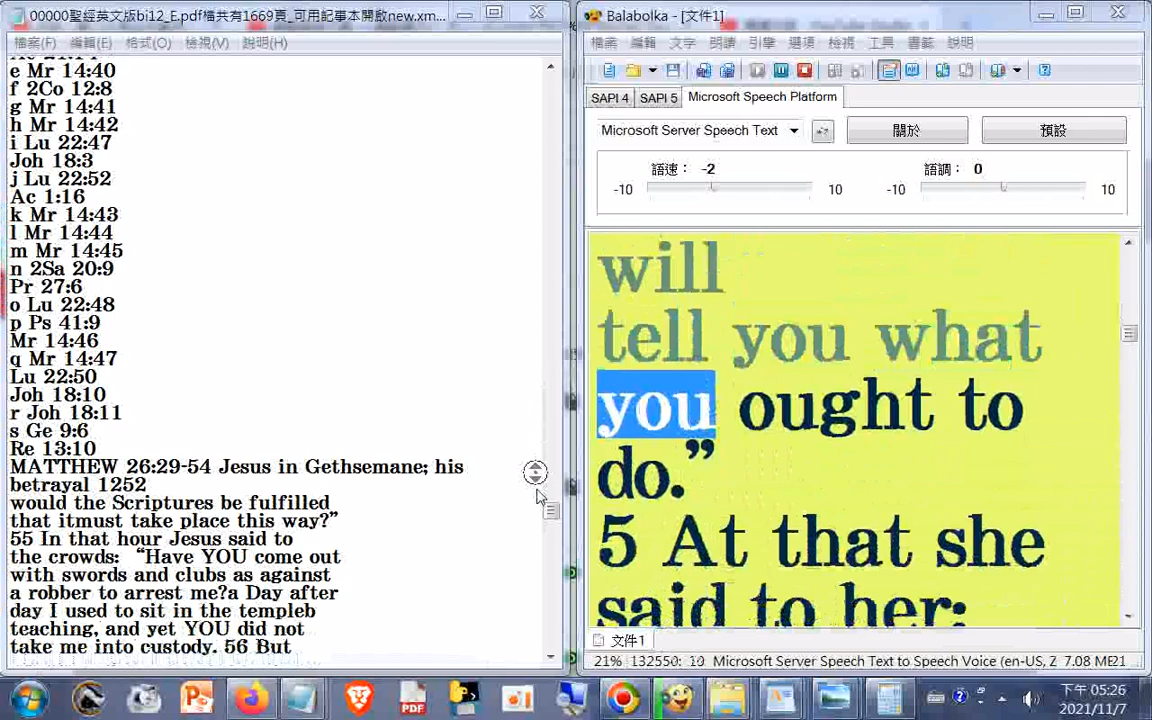 00000聖經英文版bi12_E.pdf檔共有1669頁_可用記事本開啟new.xm...
檔案(F) 編輯(E) 格式(O) 檢視(V) 說明(H)
e Mr 14:40
f 2Co 12:8
g Mr 14:41
h Mr 14:42
i Lu 22:47
Joh 18:3
j Lu 22:52
Ac 1:16
k Mr 14:43
l Mr 14:44
m Mr 14:45
n 2Sa 20:9
Pr 27:6
o Lu 22:48
p Ps 41:9
Mr 14:46
q Mr 14:47
Lu 22:50
Joh 18:10
r Joh 18:11
s Ge 9:6
Re 13:10
MATTHEW 26:29-54 Jesus in Gethsemane; his
betrayal 1252
would the Scriptures be fulfilled
that itmust take place this way?”
55 In that hour Jesus said to
the crowds: “Have YOU come out
with swords and clubs as against
a robber to arrest me?a Day after
day I used to sit in the templeb
teaching, and yet YOU did not
take me into custody. 56 But
Balabolka - [文件1]
檔案 編輯 文字 朗讀 引擎 選項 檢視 工具 書籤 說明
SAPI 4 SAPI 5 Microsoft Speech Platform
Microsoft Server Speech Text 關於 預設
語速： -2 語調： 0
-10 10 -10 10
will
tell you what
you ought to
do.”
5 At that she
said to her:
文件1
21% 132550: 10 Microsoft Server Speech Text to Speech Voice (en-US, Z 7.08 ME21
PDF
下午 05:26
2021/11/7